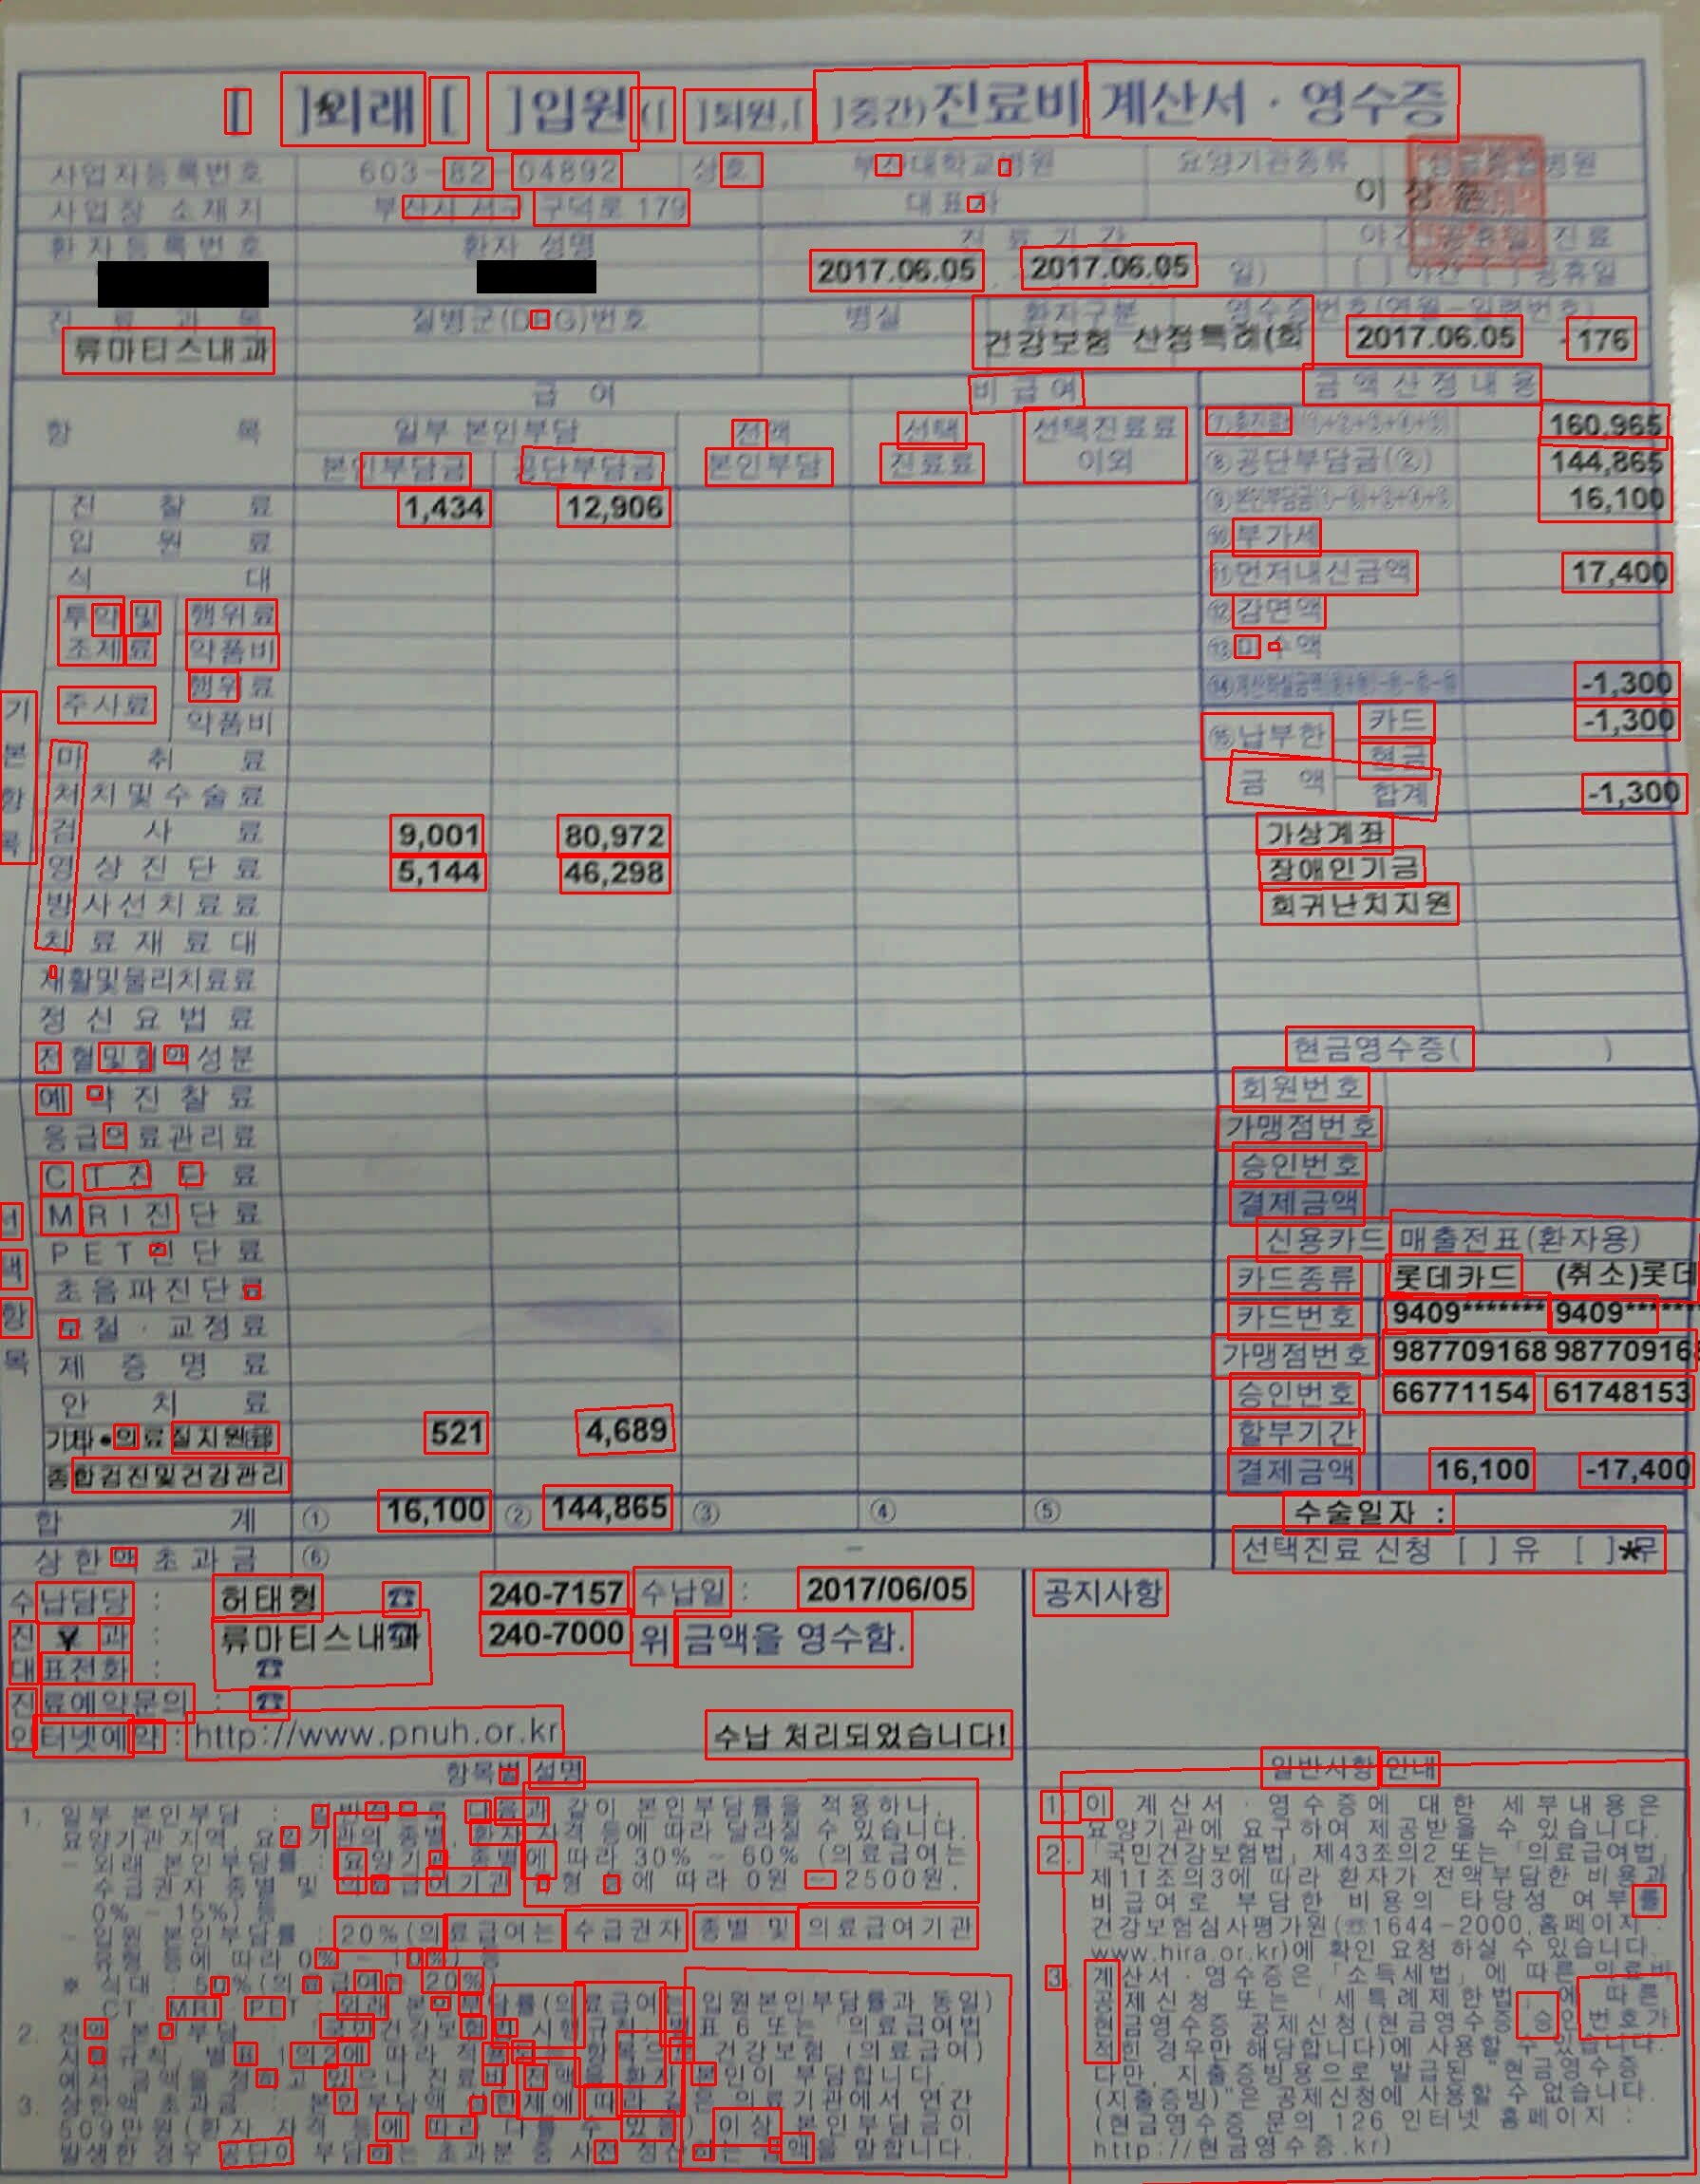 [*]외래 [ ]입원 ([ ]퇴원,[ ]중간) 진료비 계산서 · 영수증
사업자등록번호 603-82-04892 상호 부산대학교병원 요양기관종류 상급종합병원
사업장 소재지 부산시 서구 구덕로 179 대표자 이
환자등록번호 환자 성명 진료기간 야간(공휴일)진료
2017.06.05 2017.06.05 일) [ ] 야간 [ ] 공휴일
진료과목 질병군(DRG)번호 병실 환자구분 영수증번호(연월-일련번호)
류마티스내과 건강보험 산정특례(희 2017.06.05 - 176
급여 비급여 금액산정내용
항목 일부 본인부담 전액 선택 선택진료료 160,965
본인부담금 공단부담금 본인부담 진료료 이외 ⑧공단부담금(②) 144,865
진찰료 1,434 12,906 16,100
입원료 ⑩부가세
식대 ⑪먼저내신금액 17,400
투약 및 행위료 ⑫감면액
조제료 약품비 ⑬미수액
주사료 행위료 -1,300
약품비 ⑮납부한 카드 -1,300
기본항목
마취료 현금
처치및수술료 금액 합계 -1,300
검사료 9,001 80,972 가상계좌
영상진단료 5,144 46,298 장애인기금
방사선치료료 희귀난치지원
치료재료대
재활및물리치료료
정신요법료
전혈및혈액성분 현금영수증( )
예약진찰료 회원번호
응급의료관리료 가맹점번호
CT진단료 승인번호
MRI진단료 결제금액
선택항목
PET진단료 신용카드 매출전표(환자용)
초음파진단료 카드종류 롯데카드 (취소)롯데
보철·교정료 카드번호 9409******* 9409*****
제증명료 가맹점번호 987709168 98770916
안치료 승인번호 66771154 61748153
기타•의료질지원금 521 4,689 할부기간
종합검진및건강관리 결제금액 16,100 -17,400
합계 ① 16,100 ② 144,865 ③ ④ ⑤ 수술일자 :
상한액초과금 ⑥ - 선택진료 신청 [ ] 유 [ ]*무
수납담당 : 허태형 ☎ 240-7157 수납일 : 2017/06/05 공지사항
진 과 : 류마티스내과 ☎ 240-7000 위 금액을 영수함.
대표전화 : ☎
진료예약문의 : ☎
인터넷예약 : http://www.pnuh.or.kr 수납 처리되었습니다!
항목별 설명 일반사항 안내
1. 일부 본인부담 : 일반적으로 다음과 같이 본인부담률을 적용하나,
요양기관 지역, 요양기관의 종별, 환자 자격 등에 따라 달라질 수 있습니다.
- 외래 본인부담률 : 요양기관 종별에 따라 30% ~ 60% (의료급여는
수급권자 종별 및 의료급여기관 유형 등에 따라 0원 ~ 2500원,
0% ~ 15%) 등
- 입원 본인부담률 : 20%(의료급여는 수급권자 종별 및 의료급여기관
유형 등에 따라 0% ~ 10%) 등
※ 식대 : 50%(의료급여는 20%)
CT·MRI·PET : 외래 본인부담률(의료급여는 입원본인부담률과 동일)
2. 전액 본인부담 : 「국민건강보험법 시행규칙」 별표 6 또는 「의료급여법
시행규칙」 별표 1의2에 따라 적용되는 항목으로 건강보험 (의료급여)
에서 금액을 정하고 있으나 진료비 전액을 환자 본인이 부담합니다.
3. 상한액 초과금 : 본인부담액 상한제에 따라 같은 의료기관에서 연간
509만원(환자 자격 등에 따라 다를 수 있음) 이상 본인부담금이
발생한 경우 공단이 부담하는 초과분 중 사전 정산하는 금액을 말합니다.
1. 이 계산서·영수증에 대한 세부내용은
요양기관에 요구하여 제공받을 수 있습니다.
2. 「국민건강보험법」 제43조의2 또는 「의료급여법」
제11조의3에 따라 환자가 전액부담한 비용과
비급여로 부담한 비용의 타당성 여부를
건강보험심사평가원(☎1644-2000,홈페이지 :
www.hira.or.kr)에 확인 요청 하실 수 있습니다.
3. 계산서·영수증은 「소득세법」에 따른 의료비
공제신청 또는 「세특례제한법」에 따른
현금영수증 공제신청(현금영수증 승인번호가
적힌 경우만 해당합니다)에 사용할 수 있습니다.
다만, 지출증빙용으로 발급된 "현금영수증
(지출증빙)"은 공제신청에 사용할 수 없습니다.
(현금영수증 문의 126 인터넷 홈페이지 :
http://현금영수증.kr)